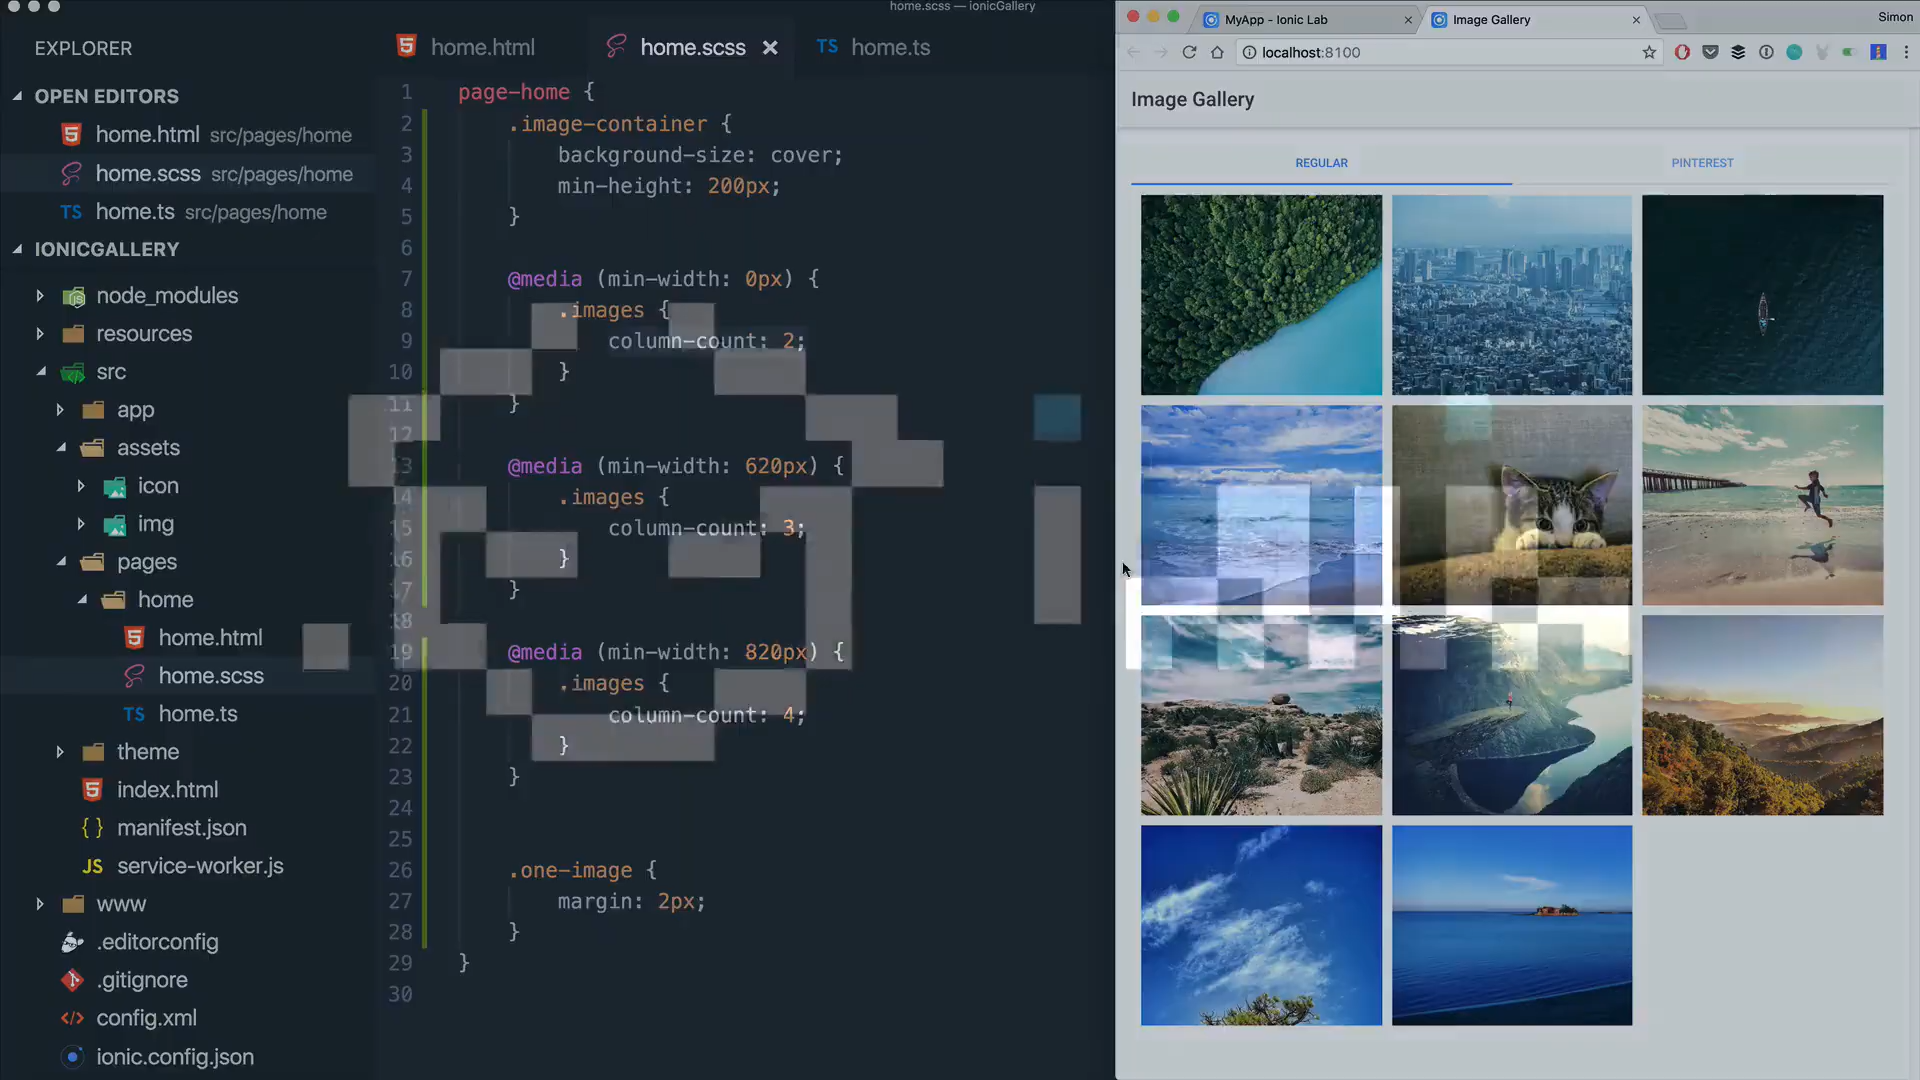 home.scss — ionicGallery
EXPLORER
OPEN EDITORS
home.html src/pages/home
home.scss src/pages/home
TS home.ts src/pages/home
IONICGALLERY
node_modules
resources
src
app
assets
icon
img
pages
home
home.html
home.scss
TS home.ts
theme
index.html
{ } manifest.json
JS service-worker.js
www
.editorconfig
.gitignore
</> config.xml
ionic.config.json
home.html
home.scss
TS home.ts
1 page-home {
2 .image-container {
3 background-size: cover;
4 min-height: 200px;
5 }
6
7 @media (min-width: 0px) {
8 .images {
9 column-count: 2;
10 }
11 }
12
13 @media (min-width: 620px) {
14 .images {
15 column-count: 3;
16 }
17 }
18
19 @media (min-width: 820px) {
20 .images {
21 column-count: 4;
22 }
23 }
24
25
26 .one-image {
27 margin: 2px;
28 }
29 }
30
MyApp - Ionic Lab
Image Gallery
Simon
localhost:8100
Image Gallery
REGULAR
PINTEREST